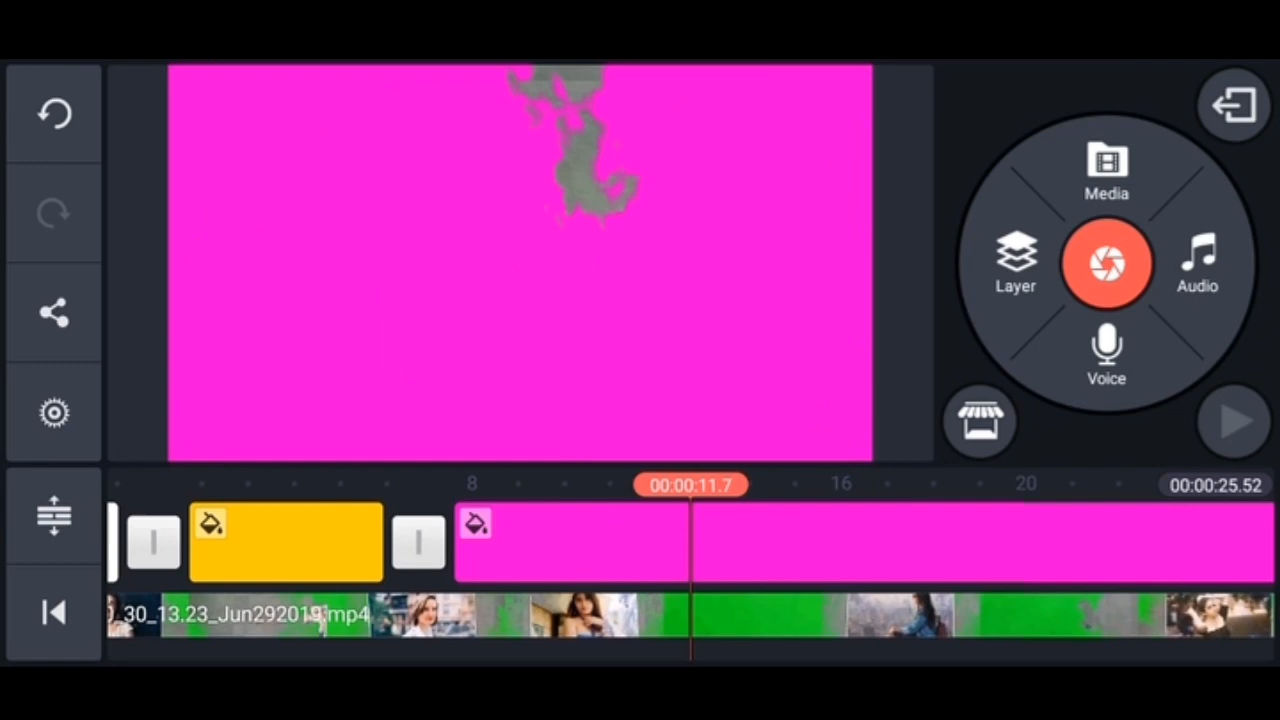 Media
Layer
Audio
Voice
8
00:00:11.7
16
20
00:00:25.52
)_30_13.23_Jun292019.mp4